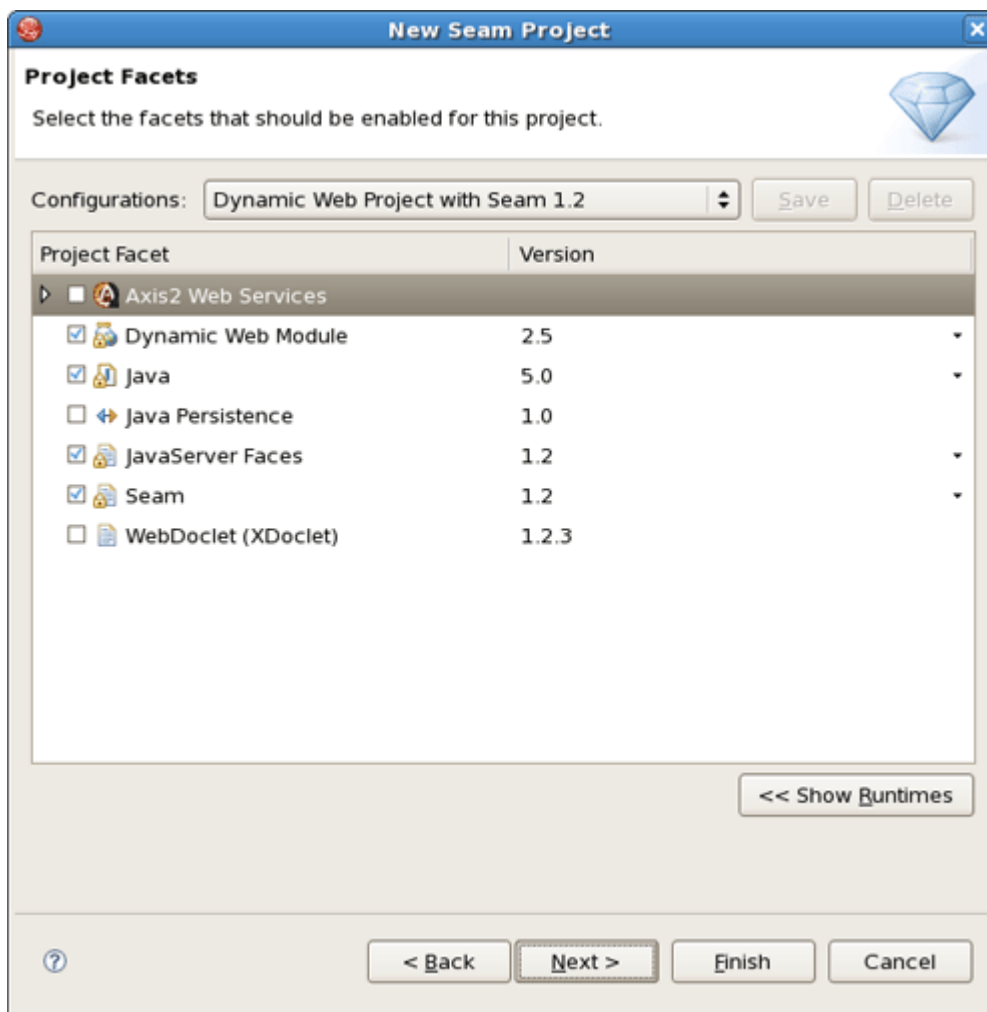 New Seam Project
Project Facets
Select the facets that should be enabled for this project.
Configurations: Dynamic Web Project with Seam 1.2 Save Delete
Project Facet Version
Axis2 Web Services
Dynamic Web Module 2.5
Java 5.0
Java Persistence 1.0
JavaServer Faces 1.2
Seam 1.2
WebDoclet (XDoclet) 1.2.3
<< Show Runtimes
< Back Next > Finish Cancel